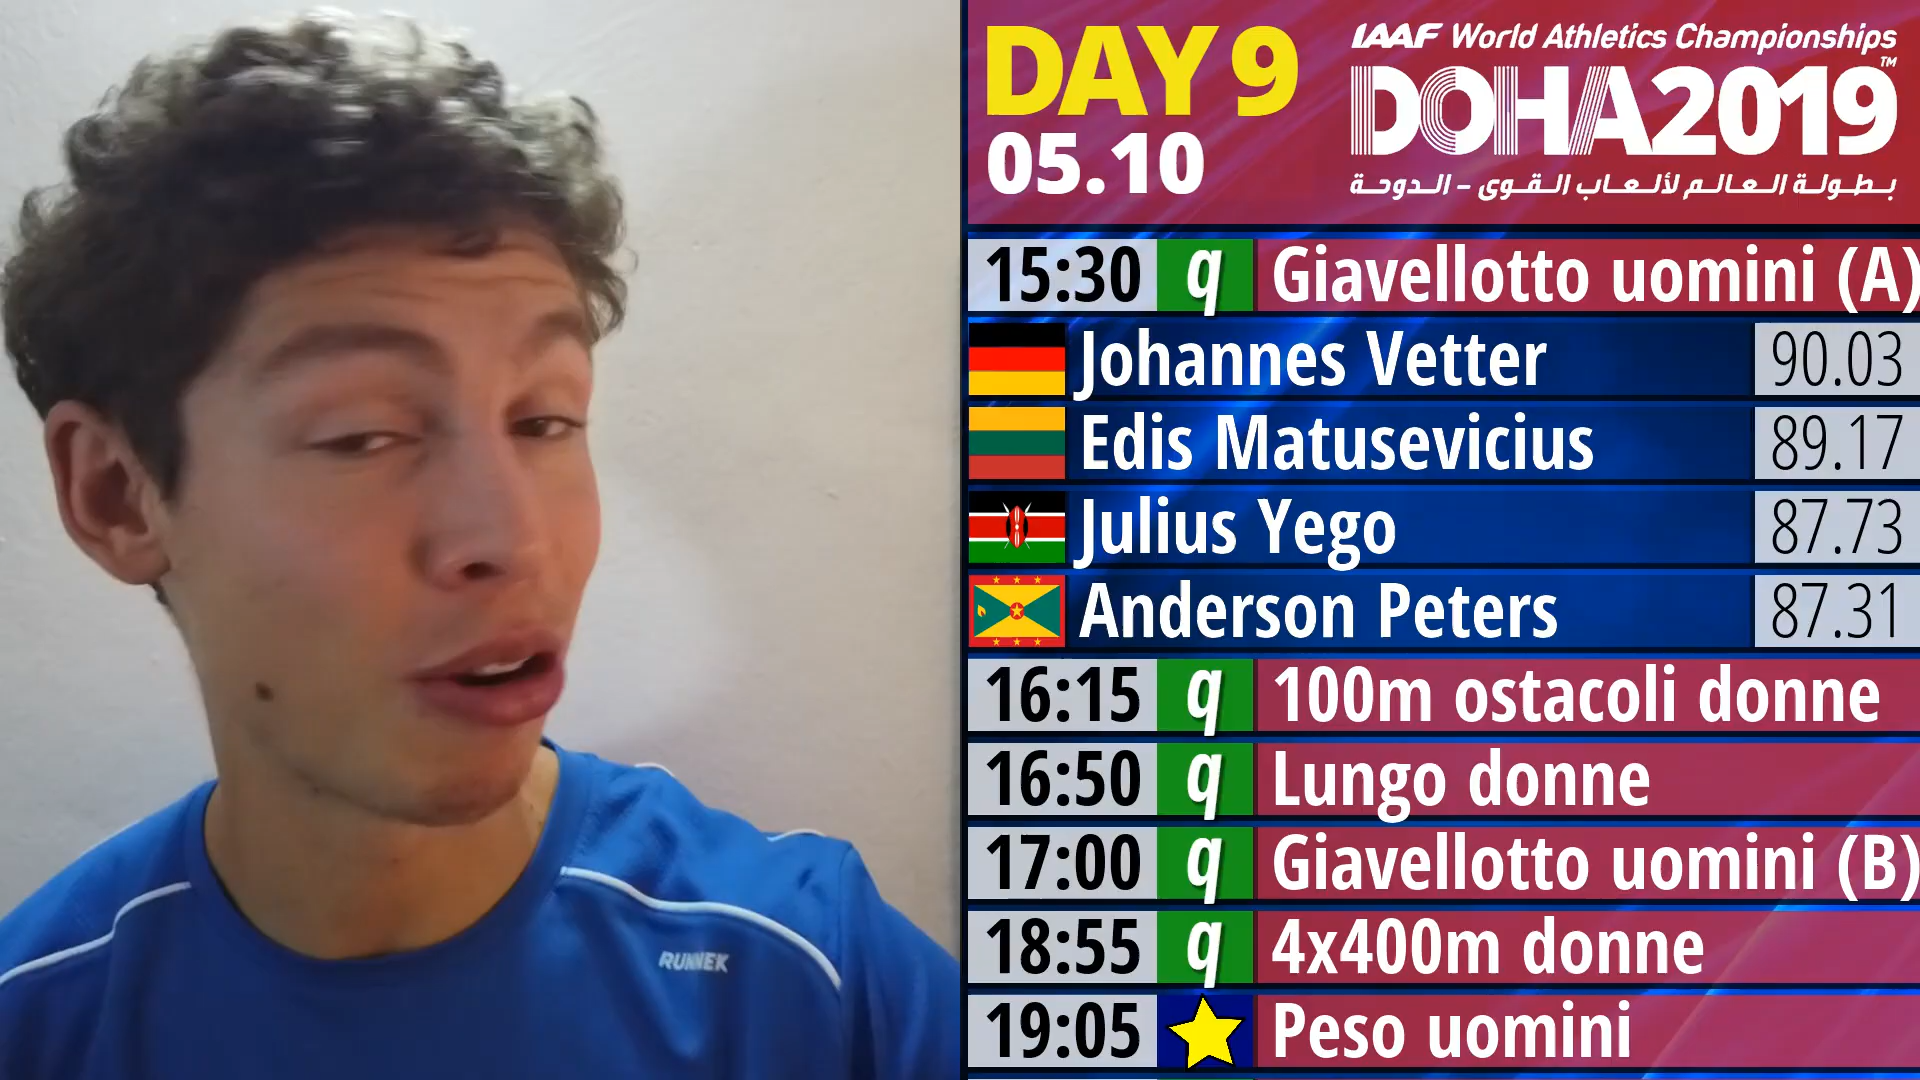 DAY 9
05.10
IAAF World Athletics Championships
DOHA2019™
بطولة العالم لألعاب القوى – الدوحة
15:30 q Giavellotto uomini (A)
Johannes Vetter 90.03
Edis Matusevicius 89.17
Julius Yego 87.73
Anderson Peters 87.31
16:15 q 100m ostacoli donne
16:50 q Lungo donne
17:00 q Giavellotto uomini (B)
18:55 q 4x400m donne
19:05 Peso uomini
RUNNEK